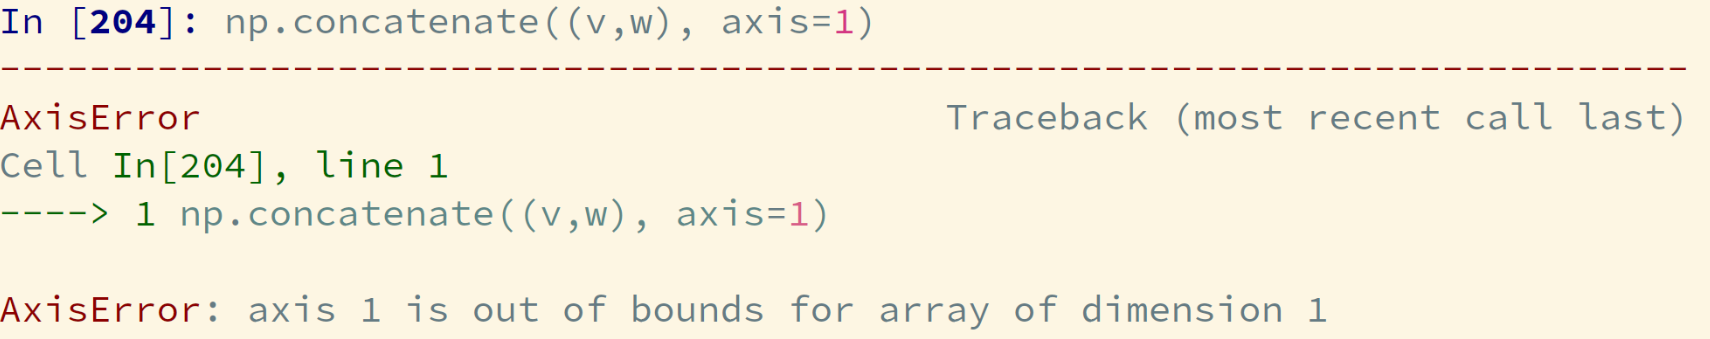 In [204]: np.concatenate((v,w), axis=1)
---------------------------------------------------------------------------
AxisError                                 Traceback (most recent call last)
Cell In[204], line 1
----> 1 np.concatenate((v,w), axis=1)

AxisError: axis 1 is out of bounds for array of dimension 1